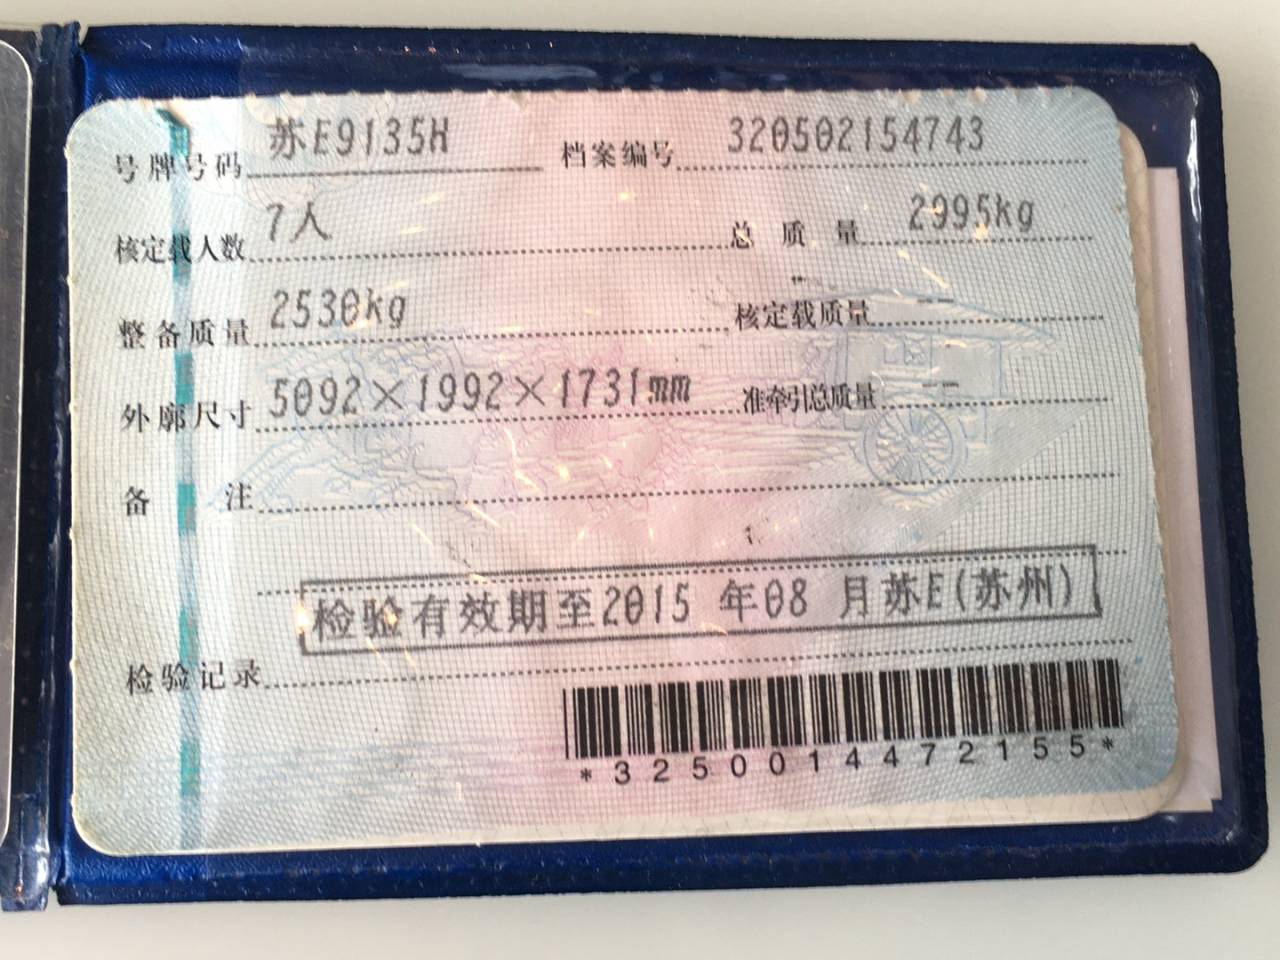 号牌号码 苏E9135H 档案编号 320502154743
核定载人数 7人 总质量 2995kg
整备质量 2530kg 核定载质量 --
外廓尺寸 5092×1992×1731mm 准牵引总质量 --
备注
检验有效期至2015 年08 月苏E(苏州)
检验记录
*3250014472155*